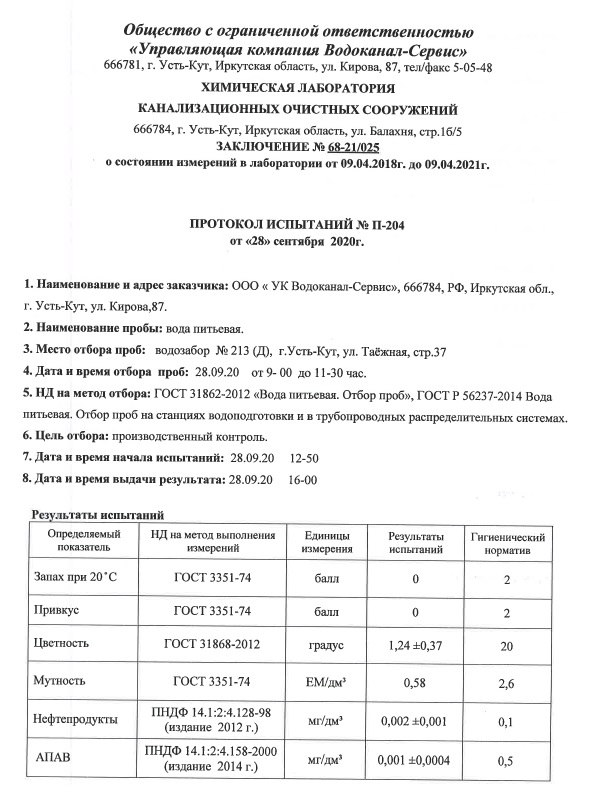 Общество с ограниченной ответственностью
«Управляющая компания Водоканал-Сервис»
666781, г. Усть-Кут, Иркутская область, ул. Кирова, 87, тел/факс 5-05-48
ХИМИЧЕСКАЯ ЛАБОРАТОРИЯ
КАНАЛИЗАЦИОННЫХ ОЧИСТНЫХ СООРУЖЕНИЙ
666784, г. Усть-Кут, Иркутская область, ул. Балахня, стр.1б/5
ЗАКЛЮЧЕНИЕ № 68-21/025
о состоянии измерений в лаборатории от 09.04.2018г. до 09.04.2021г.
ПРОТОКОЛ ИСПЫТАНИЙ № П-204
от «28» сентября 2020г.
1. Наименование и адрес заказчика: ООО « УК Водоканал-Сервис», 666784, РФ, Иркутская обл.,
г. Усть-Кут, ул. Кирова,87.
2. Наименование пробы: вода питьевая.
3. Место отбора проб: водозабор № 213 (Д), г.Усть-Кут, ул. Таёжная, стр.37
4. Дата и время отбора проб: 28.09.20 от 9- 00 до 11-30 час.
5. НД на метод отбора: ГОСТ 31862-2012 «Вода питьевая. Отбор проб», ГОСТ Р 56237-2014 Вода
питьевая. Отбор проб на станциях водоподготовки и в трубопроводных распределительных системах.
6. Цель отбора: производственный контроль.
7. Дата и время начала испытаний: 28.09.20 12-50
8. Дата и время выдачи результата: 28.09.20 16-00
Результаты испытаний
Определяемый показатель НД на метод выполнения измерений Единицы измерения Результаты испытаний Гигиенический норматив
Запах при 20˚С ГОСТ 3351-74 балл 0 2
Привкус ГОСТ 3351-74 балл 0 2
Цветность ГОСТ 31868-2012 градус 1,24 ±0,37 20
Мутность ГОСТ 3351-74 ЕМ/дм³ 0,58 2,6
Нефтепродукты ПНДФ 14.1:2:4.128-98 (издание 2012 г.) мг/дм³ 0,002 ±0,001 0,1
АПАВ ПНДФ 14.1:2:4.158-2000 (издание 2014 г.) мг/дм³ 0,001 ±0,0004 0,5